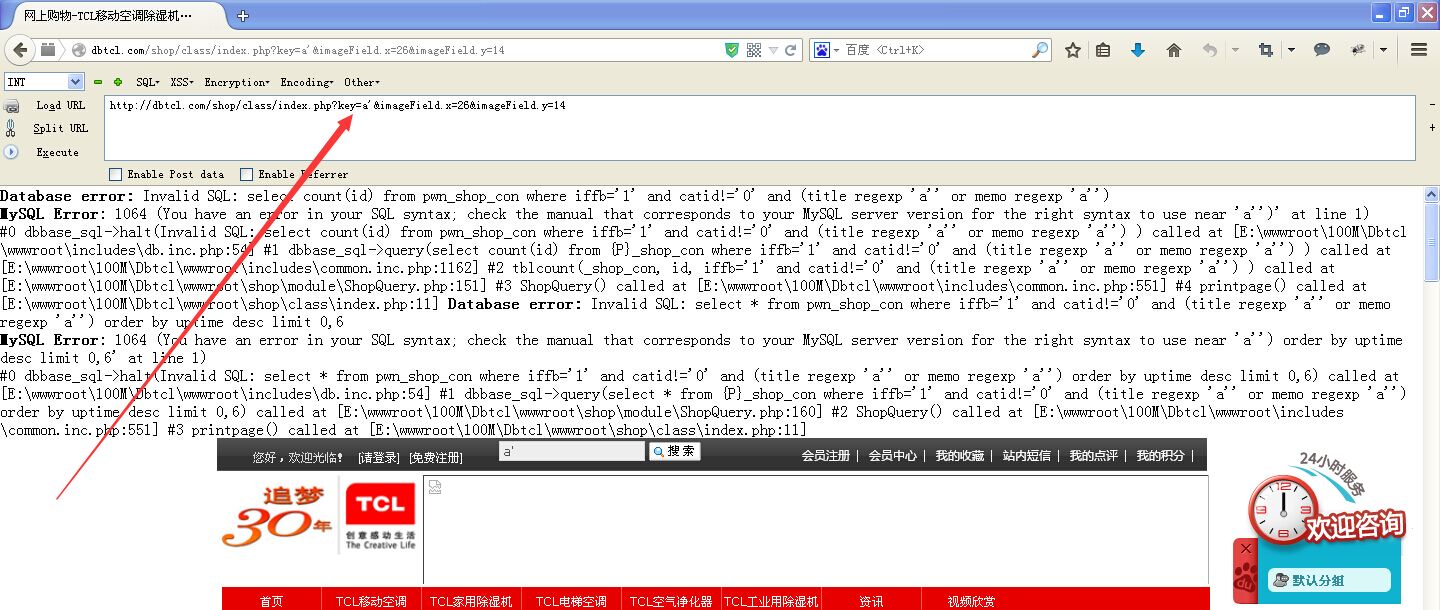 网上购物-TCL移动空调除湿机…
dbtcl.com/shop/class/index.php?key=a'&imageField.x=26&imageField.y=14
百度 <Ctrl+K>
INT SQL XSS Encryption Encoding Other
Load URL
http://dbtcl.com/shop/class/index.php?key=a'&imageField.x=26&imageField.y=14
Split URL
Execute
Enable Post data Enable Referrer
Database error: Invalid SQL: select count(id) from pwn_shop_con where iffb='1' and catid!='0' and (title regexp 'a'' or memo regexp 'a'')
MySQL Error: 1064 (You have an error in your SQL syntax; check the manual that corresponds to your MySQL server version for the right syntax to use near 'a'')' at line 1)
#0 dbbase_sql->halt(Invalid SQL: select count(id) from pwn_shop_con where iffb='1' and catid!='0' and (title regexp 'a'' or memo regexp 'a'') ) called at [E:\wwwroot\100M\Dbtcl
\wwwroot\includes\db.inc.php:54] #1 dbbase_sql->query(select count(id) from {P}_shop_con where iffb='1' and catid!='0' and (title regexp 'a'' or memo regexp 'a'') ) called at
[E:\wwwroot\100M\Dbtcl\wwwroot\includes\common.inc.php:1162] #2 tblcount(_shop_con, id, iffb='1' and catid!='0' and (title regexp 'a'' or memo regexp 'a'') ) called at
[E:\wwwroot\100M\Dbtcl\wwwroot\shop\module\ShopQuery.php:151] #3 ShopQuery() called at [E:\wwwroot\100M\Dbtcl\wwwroot\includes\common.inc.php:551] #4 printpage() called at
[E:\wwwroot\100M\Dbtcl\wwwroot\shop\class\index.php:11] Database error: Invalid SQL: select * from pwn_shop_con where iffb='1' and catid!='0' and (title regexp 'a'' or memo
regexp 'a'') order by uptime desc limit 0,6
MySQL Error: 1064 (You have an error in your SQL syntax; check the manual that corresponds to your MySQL server version for the right syntax to use near 'a'') order by uptime
desc limit 0,6' at line 1)
#0 dbbase_sql->halt(Invalid SQL: select * from pwn_shop_con where iffb='1' and catid!='0' and (title regexp 'a'' or memo regexp 'a'') order by uptime desc limit 0,6) called at
[E:\wwwroot\100M\Dbtcl\wwwroot\includes\db.inc.php:54] #1 dbbase_sql->query(select * from {P}_shop_con where iffb='1' and catid!='0' and (title regexp 'a'' or memo regexp 'a'')
order by uptime desc limit 0,6) called at [E:\wwwroot\100M\Dbtcl\wwwroot\shop\module\ShopQuery.php:160] #2 ShopQuery() called at [E:\wwwroot\100M\Dbtcl\wwwroot\includes
\common.inc.php:551] #3 printpage() called at [E:\wwwroot\100M\Dbtcl\wwwroot\shop\class\index.php:11]
您好，欢迎光临！ [请登录] [免费注册] a' 搜 索 会员注册 | 会员中心 | 我的收藏 | 站内短信 | 我的点评 | 我的积分 |
追梦
30年
TCL
创意感动生活
The Creative Life
24小时服务
12 3 6 9
欢迎咨询
du
默认分组
首页 TCL移动空调 TCL家用除湿机 TCL电梯空调 TCL空气净化器 TCL工业用除湿机 资讯 视频欣赏